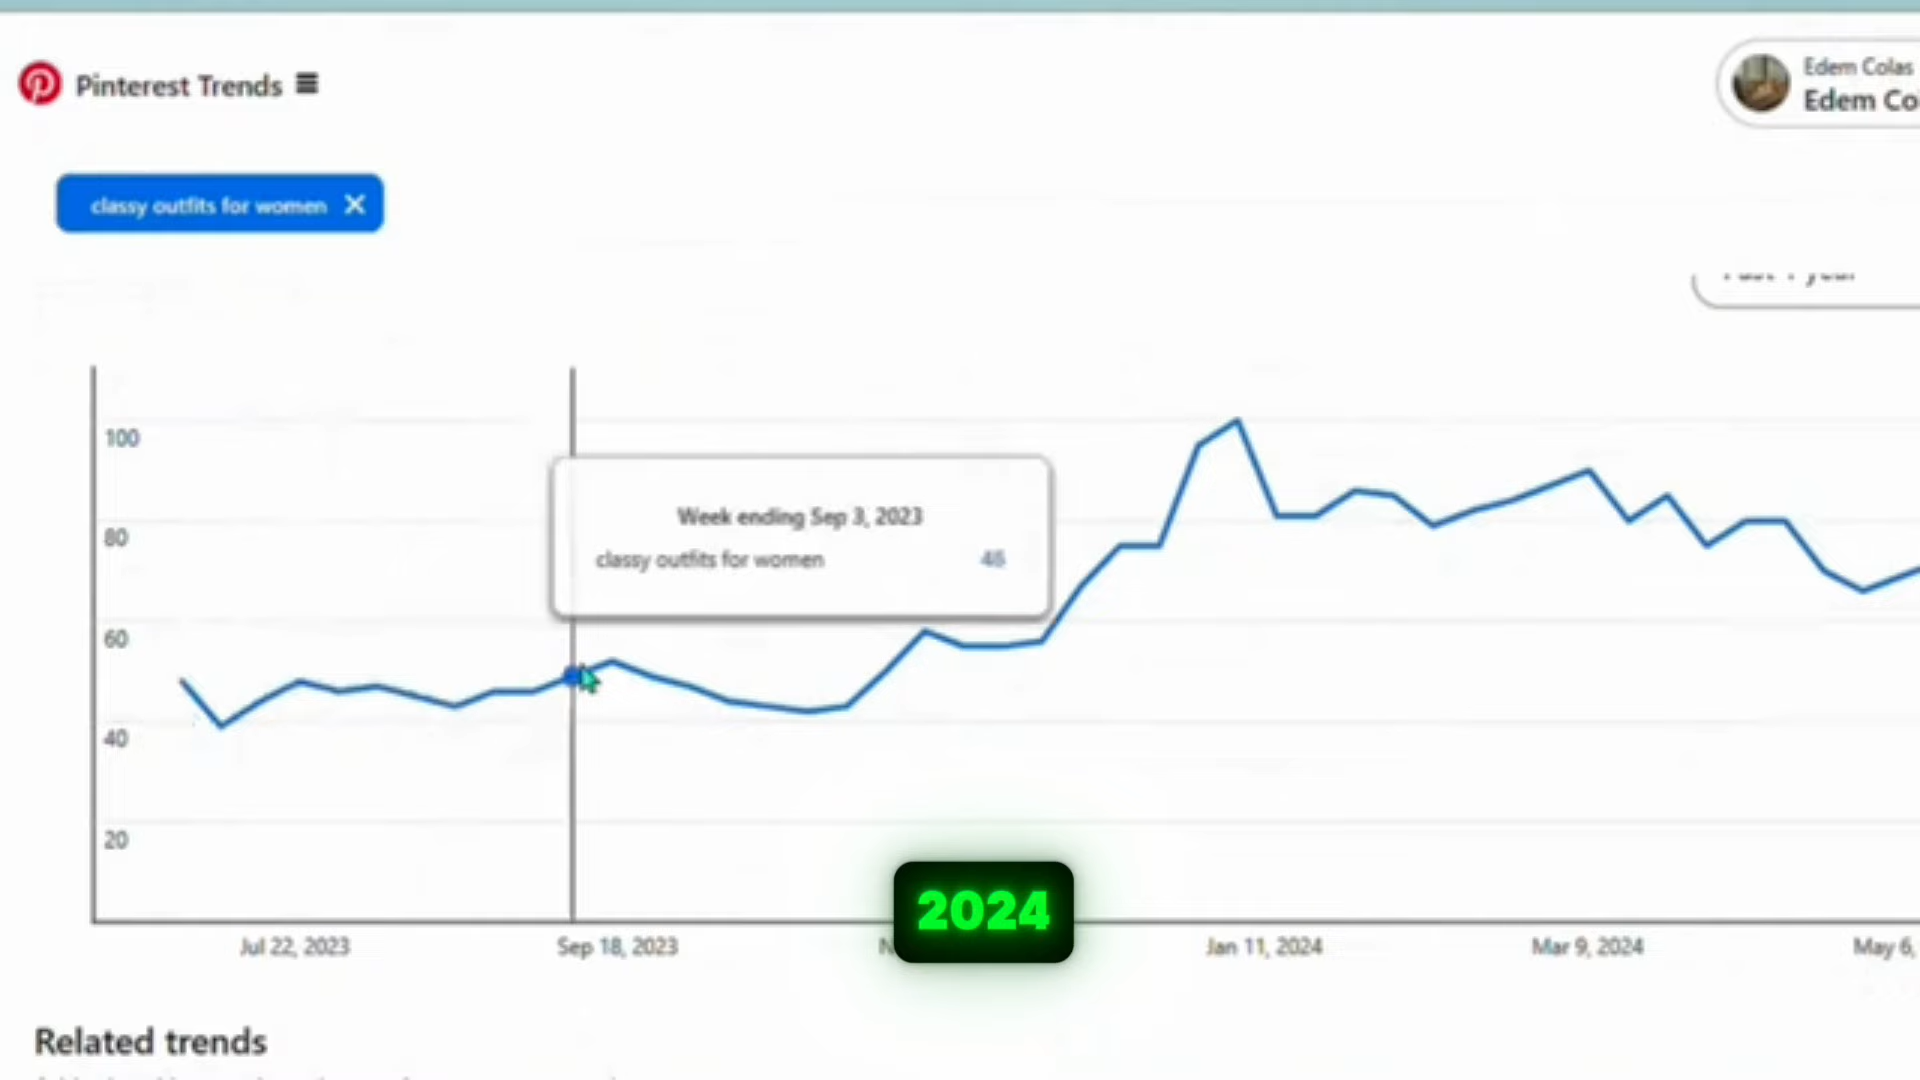 Pinterest Trends
Edem Colas
Edem Co
classy outfits for women
100
Week ending Sep 3, 2023
80
classy outfits for women 46
60
40
20
2024
Jul 22, 2023
Sep 18, 2023
Jan 11, 2024
Mar 9, 2024
May 6,
Related trends